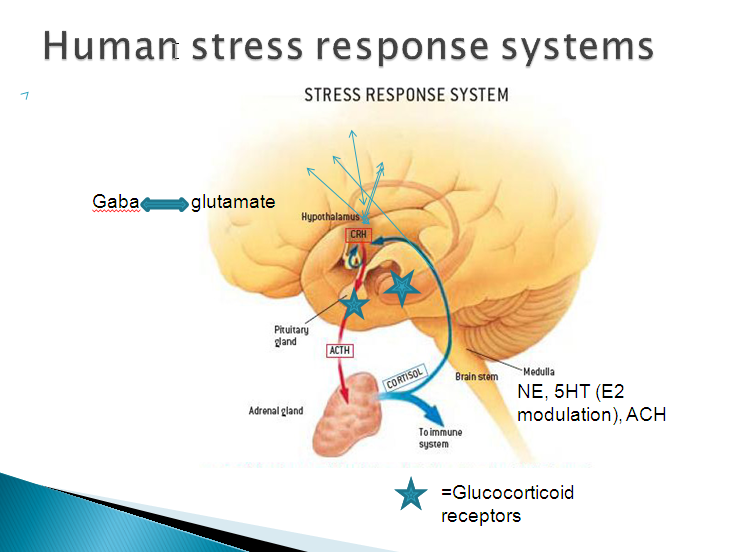 Human stress response systems
STRESS RESPONSE SYSTEM
Gaba glutamate
Hypothalamus
CRH
Pituitary
gland
ACTH
CORTISOL
Brain stem
Medulla
NE, 5HT (E2
modulation), ACH
Adrenal gland
To immune
system
=Glucocorticoid
receptors